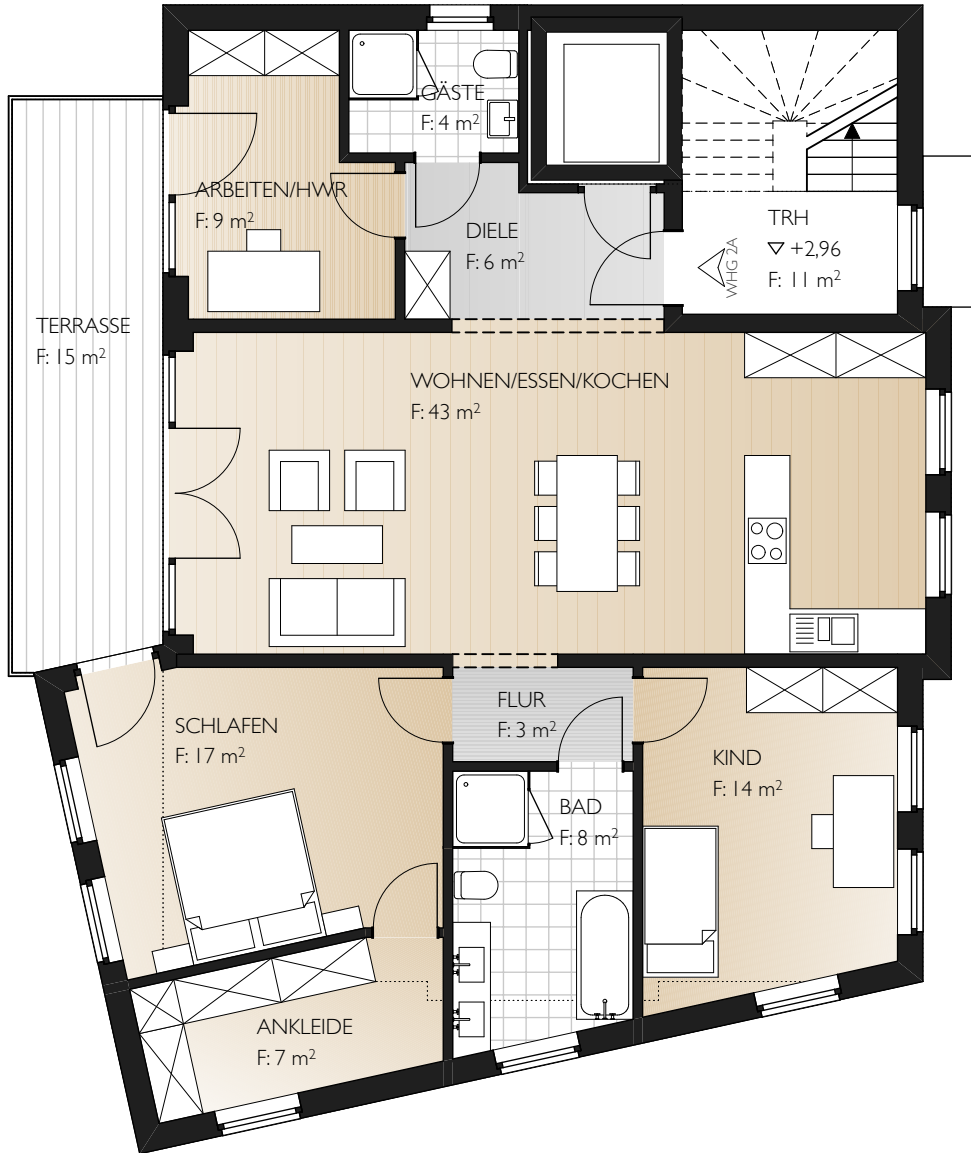 GÄSTE
F: 4 m²
ARBEITEN/HWR
F: 9 m²
DIELE
F: 6 m²
TRH
+2,96
F: 11 m²
WHG 2A
TERRASSE
F: 15 m²
WOHNEN/ESSEN/KOCHEN
F: 43 m²
SCHLAFEN
F: 17 m²
FLUR
F: 3 m²
KIND
F: 14 m²
BAD
F: 8 m²
ANKLEIDE
F: 7 m²